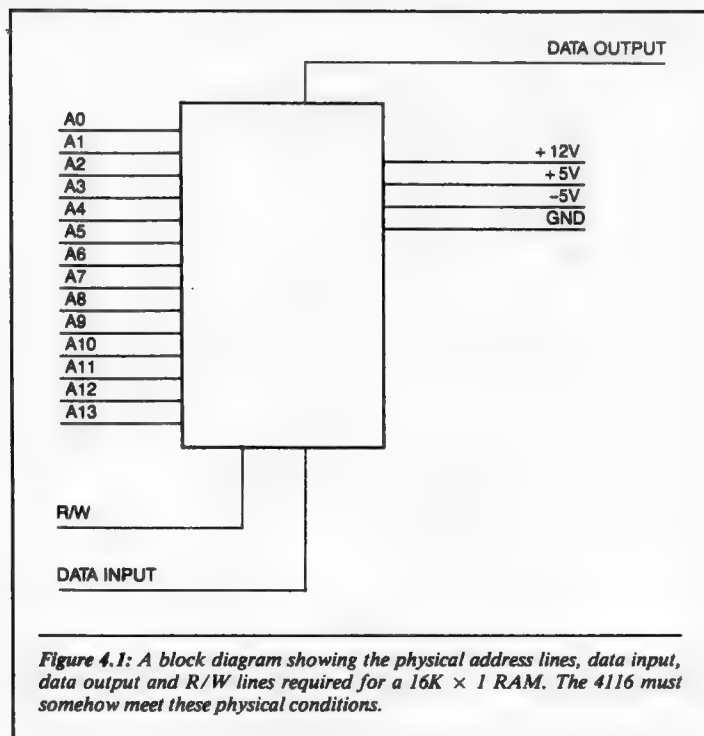 DATA OUTPUT
A0
A1
A2
A3
A4
A5
A6
A7
A8
A9
A10
A11
A12
A13
+ 12V
+ 5V
-5V
GND
R/W
DATA INPUT
Figure 4.1: A block diagram showing the physical address lines, data input,
data output and R/W lines required for a 16K × 1 RAM. The 4116 must
somehow meet these physical conditions.